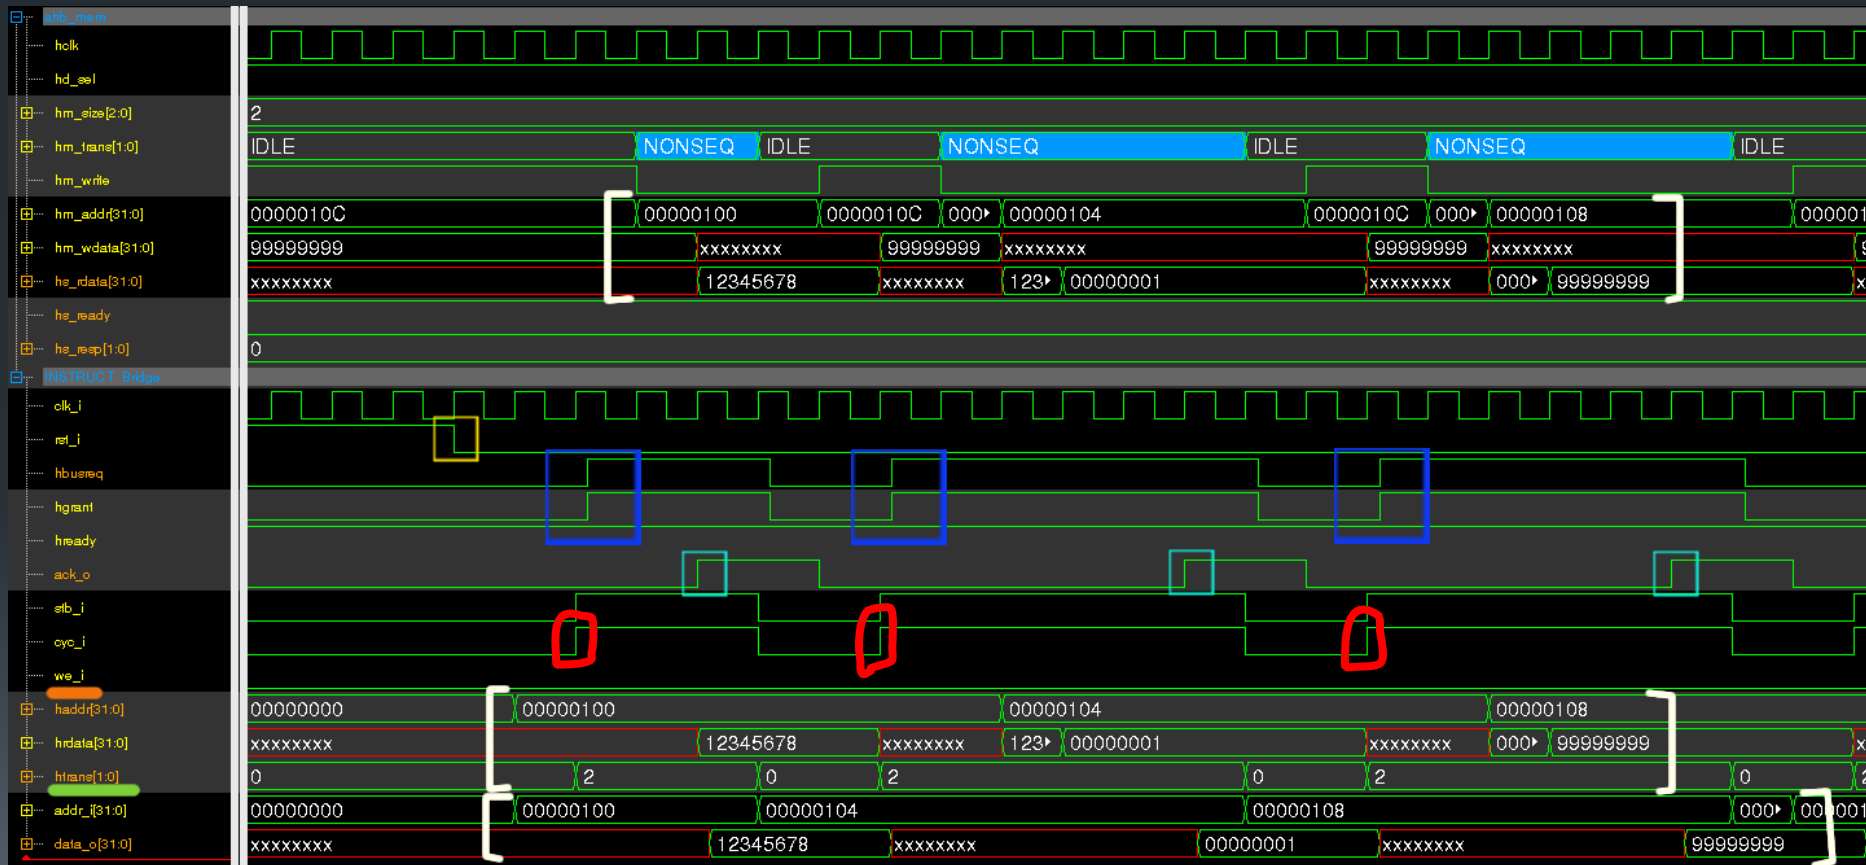 ahb_mem
hclk
hd_sel
hm_size[2:0] 2
hm_trans[1:0] IDLE NONSEQ IDLE NONSEQ IDLE NONSEQ IDLE
hm_write
hm_addr[31:0] 0000010C 00000100 0000010C 000 00000104 0000010C 000 00000108 000001
hm_wdata[31:0] 99999999 xxxxxxxx 99999999 xxxxxxxx 99999999 xxxxxxxx
hs_rdata[31:0] xxxxxxxx 12345678 xxxxxxxx 123 00000001 xxxxxxxx 000 99999999 x
hs_ready
hs_resp[1:0] 0
INSTRUCT Bridge
clk_i
rst_i
hbusreq
hgrant
hready
ack_o
stb_i
cyc_i
we_i
haddr[31:0] 00000000 00000100 00000104 00000108
hrdata[31:0] xxxxxxxx 12345678 xxxxxxxx 123 00000001 xxxxxxxx 000 99999999 x
htrans[1:0] 0 2 0 2 0 2 0
addr_i[31:0] 00000000 00000100 00000104 00000108 000 000001
data_o[31:0] xxxxxxxx 12345678 xxxxxxxx 00000001 xxxxxxxx 99999999